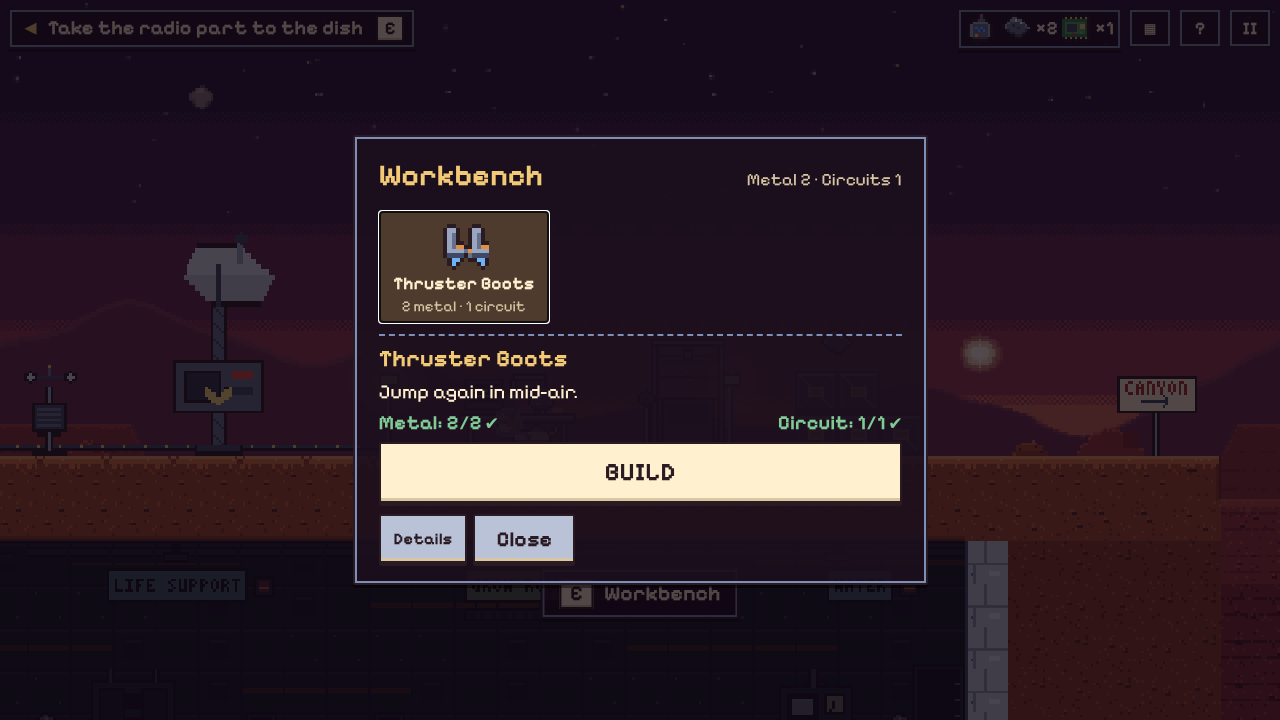 ◀ Take the radio part to the dish E
×2 ×1 ? II
Workbench
Metal 2 · Circuits 1
Thruster Boots
2 metal · 1 circuit
Thruster Boots
Jump again in mid-air.
Metal: 2/2 ✓ Circuit: 1/1 ✓
BUILD
Details Close
CANYON
LIFE SUPPORT
WATER
E Workbench